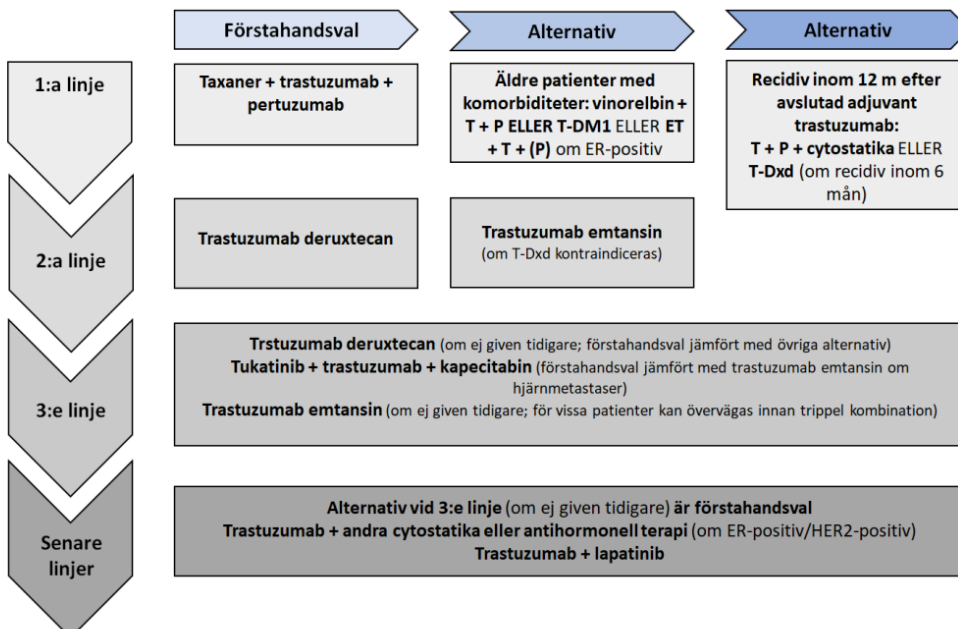 Förstahandsval
Alternativ
Alternativ
1:a linje
Taxaner + trastuzumab +
pertuzumab
Äldre patienter med
komorbiditeter: vinorelbin +
T + P ELLER T-DM1 ELLER ET
+ T + (P) om ER-positiv
Recidiv inom 12 m efter
avslutad adjuvant
trastuzumab:
T + P + cytostatika ELLER
T-Dxd (om recidiv inom 6
mån)
2:a linje
Trastuzumab deruxtecan
Trastuzumab emtansin
(om T-Dxd kontraindiceras)
3:e linje
Trstuzumab deruxtecan (om ej given tidigare; förstahandsval jämfört med övriga alternativ)
Tukatinib + trastuzumab + kapecitabin (förstahandsval jämfört med trastuzumab emtansin om
hjärnmetastaser)
Trastuzumab emtansin (om ej given tidigare; för vissa patienter kan övervägas innan trippel kombination)
Senare
linjer
Alternativ vid 3:e linje (om ej given tidigare) är förstahandsval
Trastuzumab + andra cytostatika eller antihormonell terapi (om ER-positiv/HER2-positiv)
Trastuzumab + lapatinib